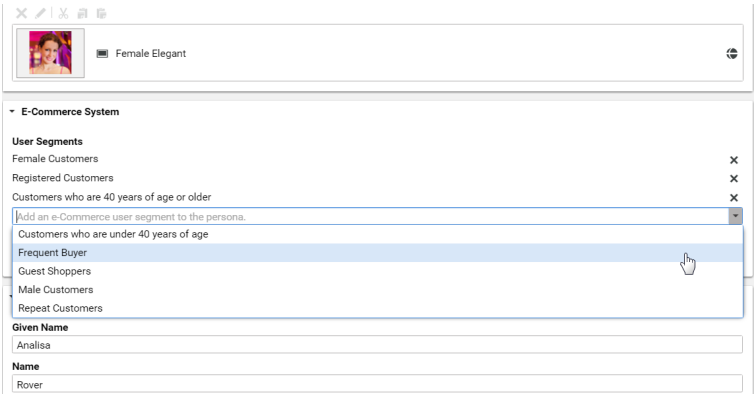 Female Elegant
E-Commerce System
User Segments
Female Customers
Registered Customers
Customers who are 40 years of age or older
Add an e-Commerce user segment to the persona.
Customers who are under 40 years of age
Frequent Buyer
Guest Shoppers
Male Customers
Repeat Customers
Given Name
Analisa
Name
Rover